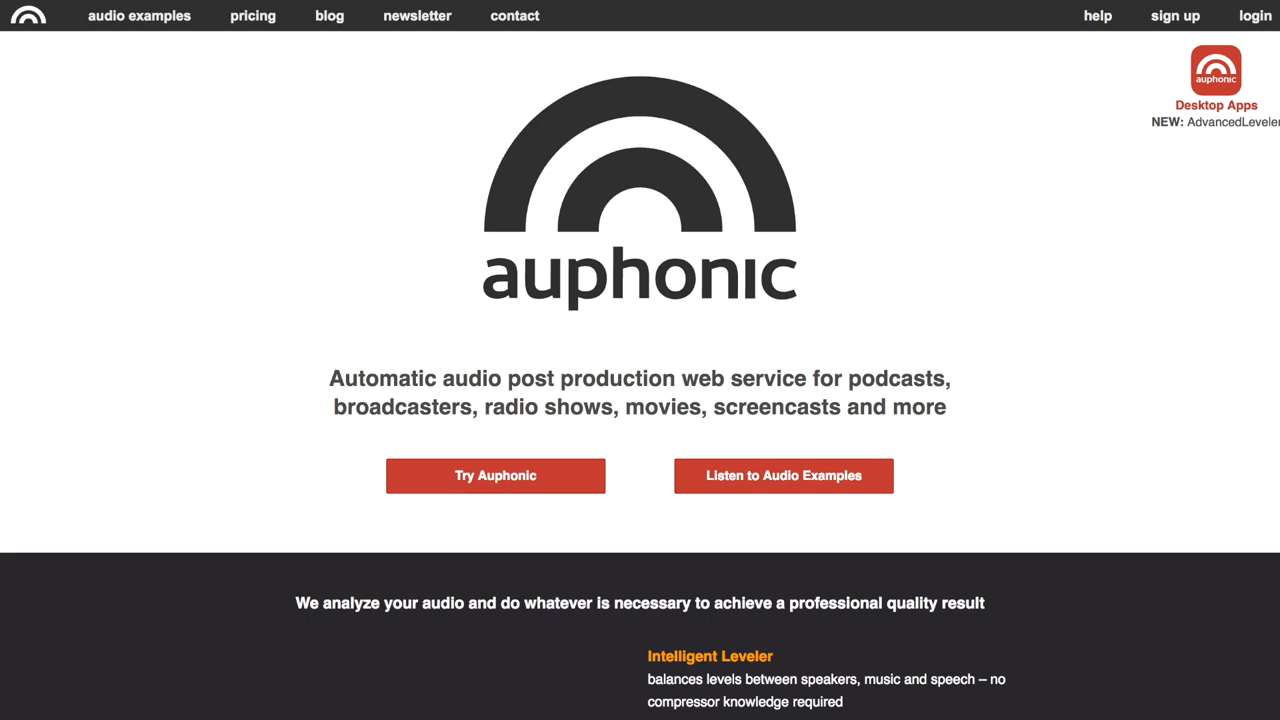 audio examples pricing blog newsletter contact help sign up login
auphonic
Desktop Apps
NEW: AdvancedLeveler
auphonic
Automatic audio post production web service for podcasts,
broadcasters, radio shows, movies, screencasts and more
Try Auphonic
Listen to Audio Examples
We analyze your audio and do whatever is necessary to achieve a professional quality result
Intelligent Leveler
balances levels between speakers, music and speech – no
compressor knowledge required